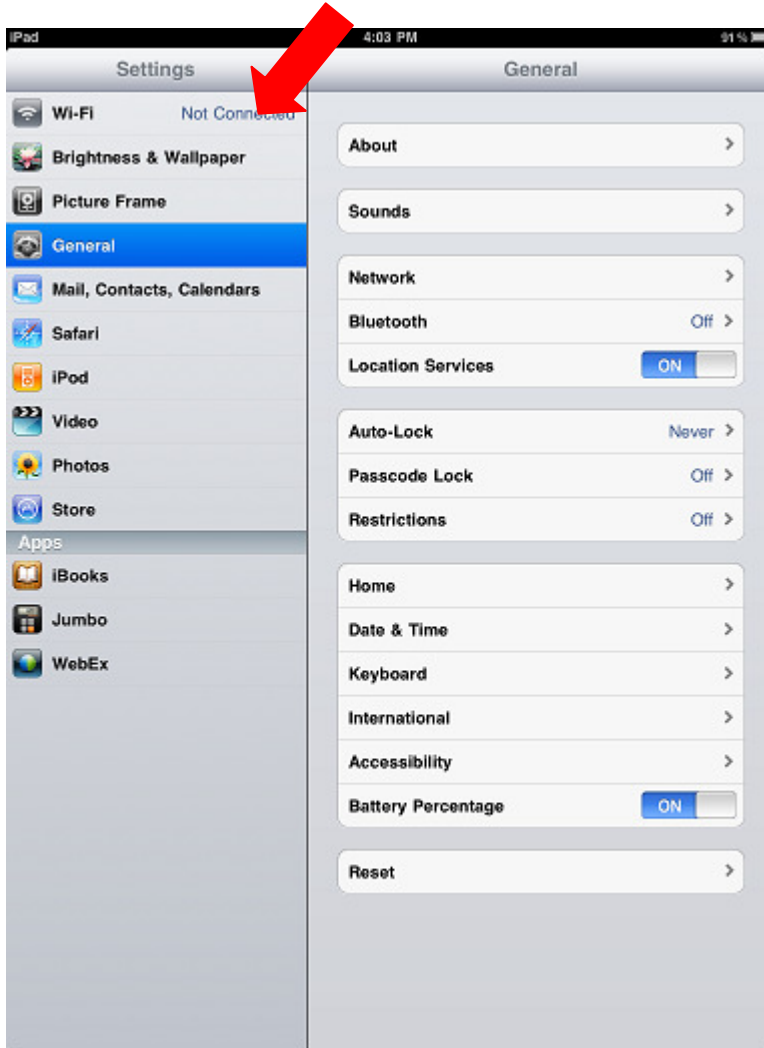 iPad 4:03 PM 91%
Settings
General
Wi-Fi Not Connected
Brightness & Wallpaper
Picture Frame
General
Mail, Contacts, Calendars
Safari
iPod
Video
Photos
Store
Apps
iBooks
Jumbo
WebEx
About
Sounds
Network
Bluetooth Off
Location Services ON
Auto-Lock Never
Passcode Lock Off
Restrictions Off
Home
Date & Time
Keyboard
International
Accessibility
Battery Percentage ON
Reset